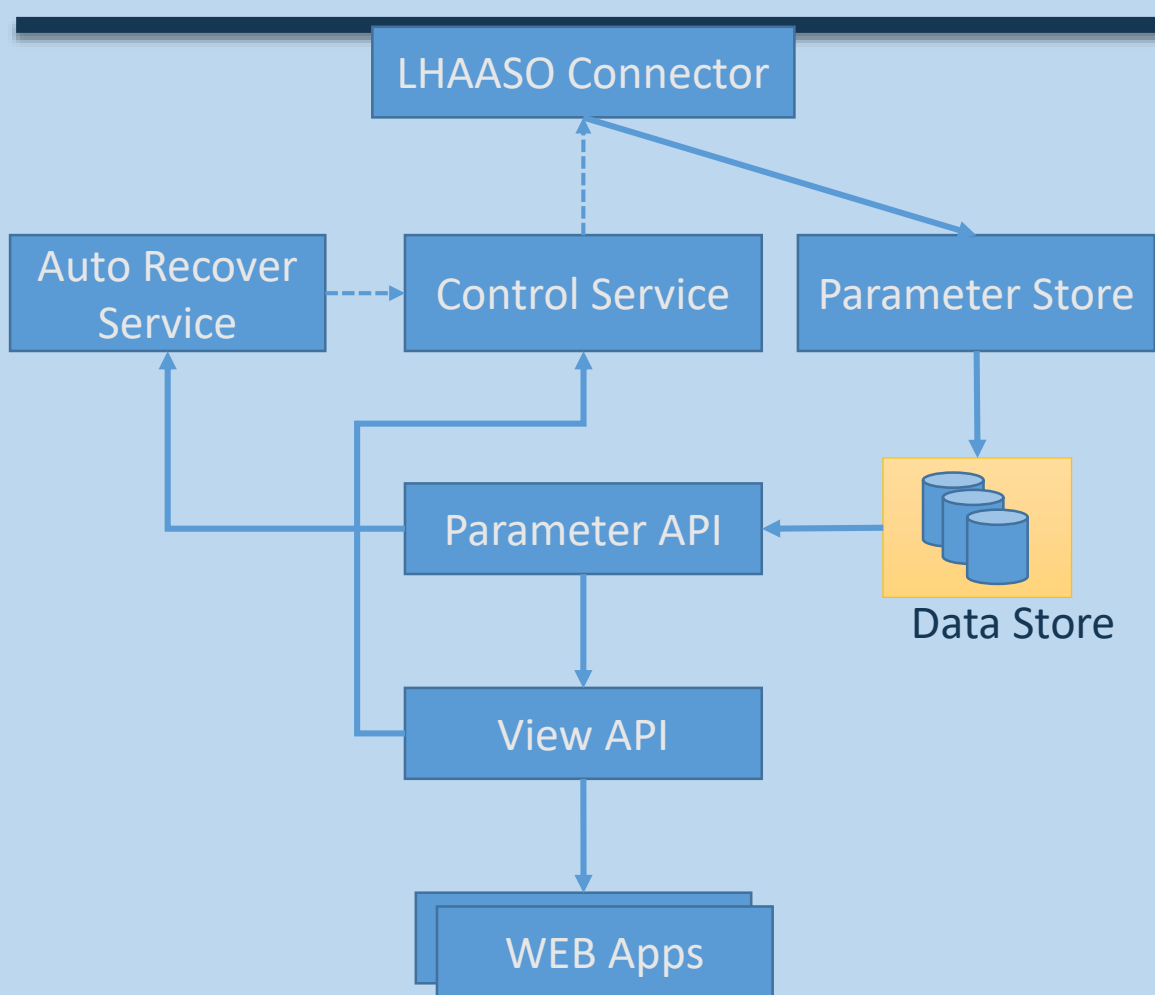 LHAASO Connector
Auto Recover
Service
Control Service
Parameter Store
Parameter API
Data Store
View API
WEB Apps